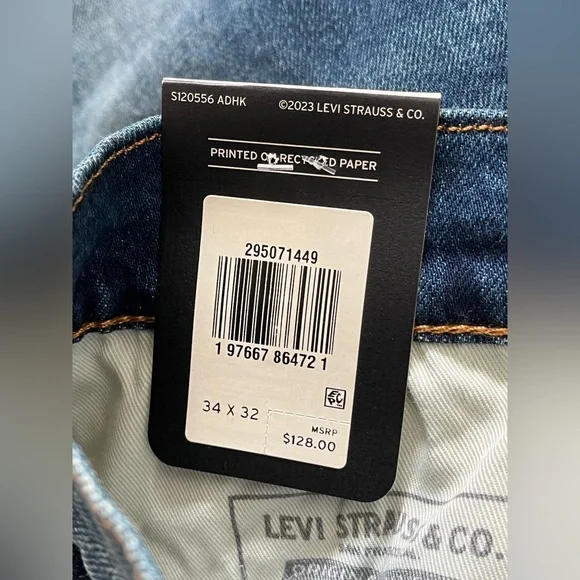 S120556 ADHK ©2023 LEVI STRAUSS & CO.
PRINTED ON RECYCLED PAPER
295071449
1 97667 86472 1
34 X 32
MSRP
$128.00
LEVI STRAUSS & CO.